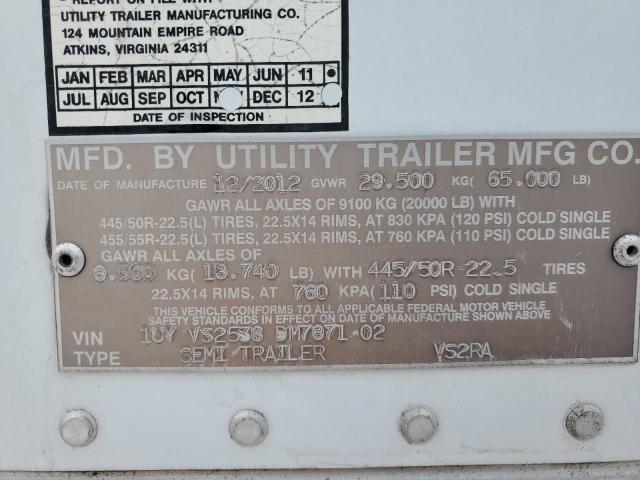 REPORT ON FILE WITH
UTILITY TRAILER MANUFACTURING CO.
124 MOUNTAIN EMPIRE ROAD
ATKINS, VIRGINIA 24311
JAN FEB MAR APR MAY JUN 11
JUL AUG SEP OCT DEC 12
DATE OF INSPECTION
MFD. BY UTILITY TRAILER MFG CO.
DATE OF MANUFACTURE 12/2012 GVWR 29.500 KG( 65.000 LB)
GAWR ALL AXLES OF 9100 KG (20000 LB) WITH
445/50R-22.5(L) TIRES, 22.5X14 RIMS, AT 830 KPA (120 PSI) COLD SINGLE
455/55R-22.5(L) TIRES, 22.5X14 RIMS, AT 760 KPA (110 PSI) COLD SINGLE
GAWR ALL AXLES OF
8.500 KG( 18.740 LB) WITH 445/50R-22.5 TIRES
22.5X14 RIMS, AT 760 KPA( 110 PSI) COLD SINGLE
THIS VEHICLE CONFORMS TO ALL APPLICABLE FEDERAL MOTOR VEHICLE
SAFETY STANDARDS IN EFFECT ON DATE OF MANUFACTURE SHOWN ABOVE.
VIN 1UY VS2538 DM7871-02
TYPE SEMI TRAILER VS2RA